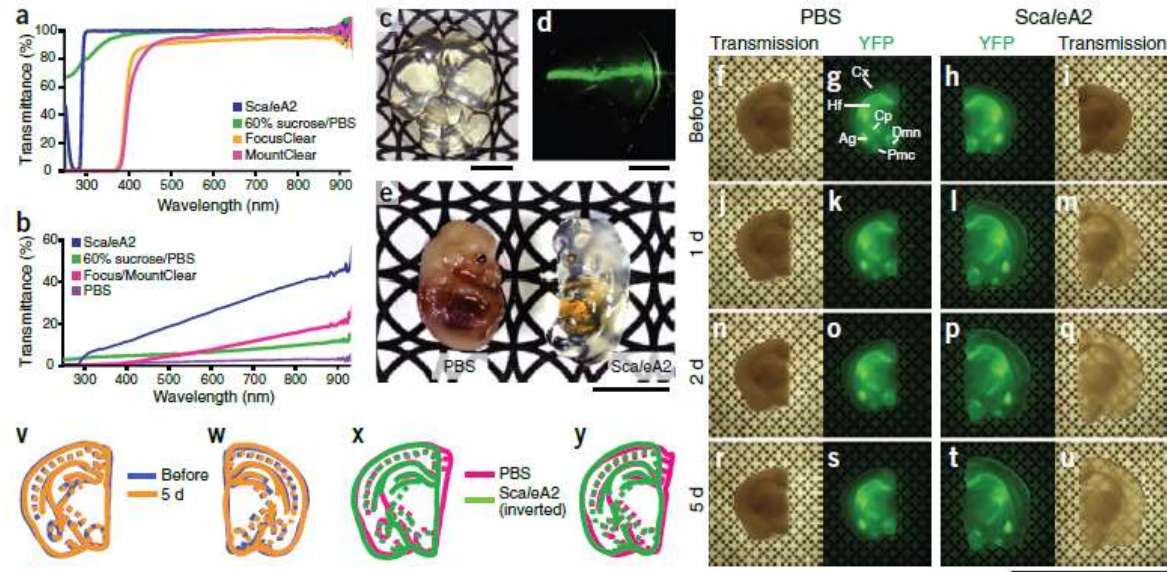 a
Transmittance (%)
100
80
60
40
20
0
300 400 500 600 700 800 900
Wavelength (nm)
Sca/eA2
60% sucrose/PBS
FocusClear
MountClear
b
Transmittance (%)
60
40
20
0
300 400 500 600 700 800 900
Wavelength (nm)
Sca/eA2
60% sucrose/PBS
Focus/MountClear
PBS
c
d
e
PBS
Sca/eA2
PBS Sca/eA2
Transmission YFP YFP Transmission
Before
f g h i
Cx
Hf
Cp
Ag
Dmn
Pmc
1 d
j k l m
2 d
n o p q
5 d
r s t u
v w x y
Before
5 d
PBS
Sca/eA2
(inverted)